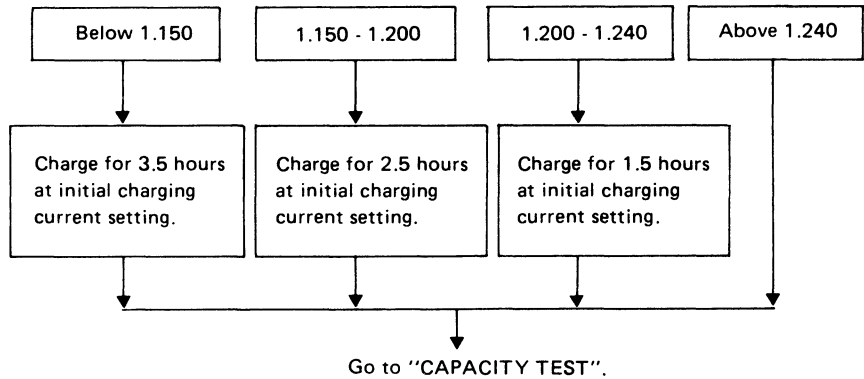 Below 1.150
1.150 - 1.200
1.200 - 1.240
Above 1.240
Charge for 3.5 hours
at initial charging
current setting.
Charge for 2.5 hours
at initial charging
current setting.
Charge for 1.5 hours
at initial charging
current setting.
Go to "CAPACITY TEST".